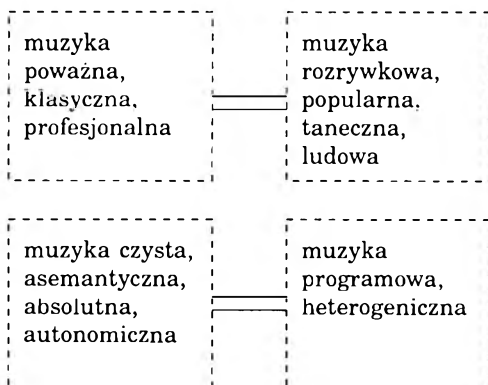 muzyka
poważna,
klasyczna,
profesjonalna
muzyka
rozrywkowa,
popularna,
taneczna,
ludowa
muzyka czysta,
asemantyczna,
absolutna,
autonomiczna
muzyka
programowa,
heterogeniczna